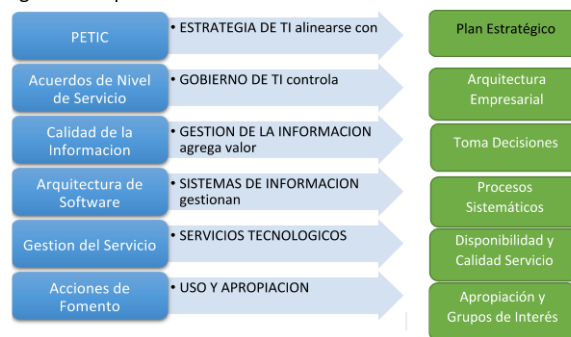 PETIC
• ESTRATEGIA DE TI alinearse con
Plan Estratégico
Acuerdos de Nivel
de Servicio
• GOBIERNO DE TI controla
Arquitectura
Empresarial
Calidad de la
Informacion
• GESTION DE LA INFORMACION
agrega valor
Toma Decisiones
Arquitectura de
Software
• SISTEMAS DE INFORMACION
gestionan
Procesos
Sistemáticos
Gestion del Servicio
• SERVICIOS TECNOLOGICOS
Disponibilidad y
Calidad Servicio
Acciones de
Fomento
• USO Y APROPIACION
Apropiación y
Grupos de Interés